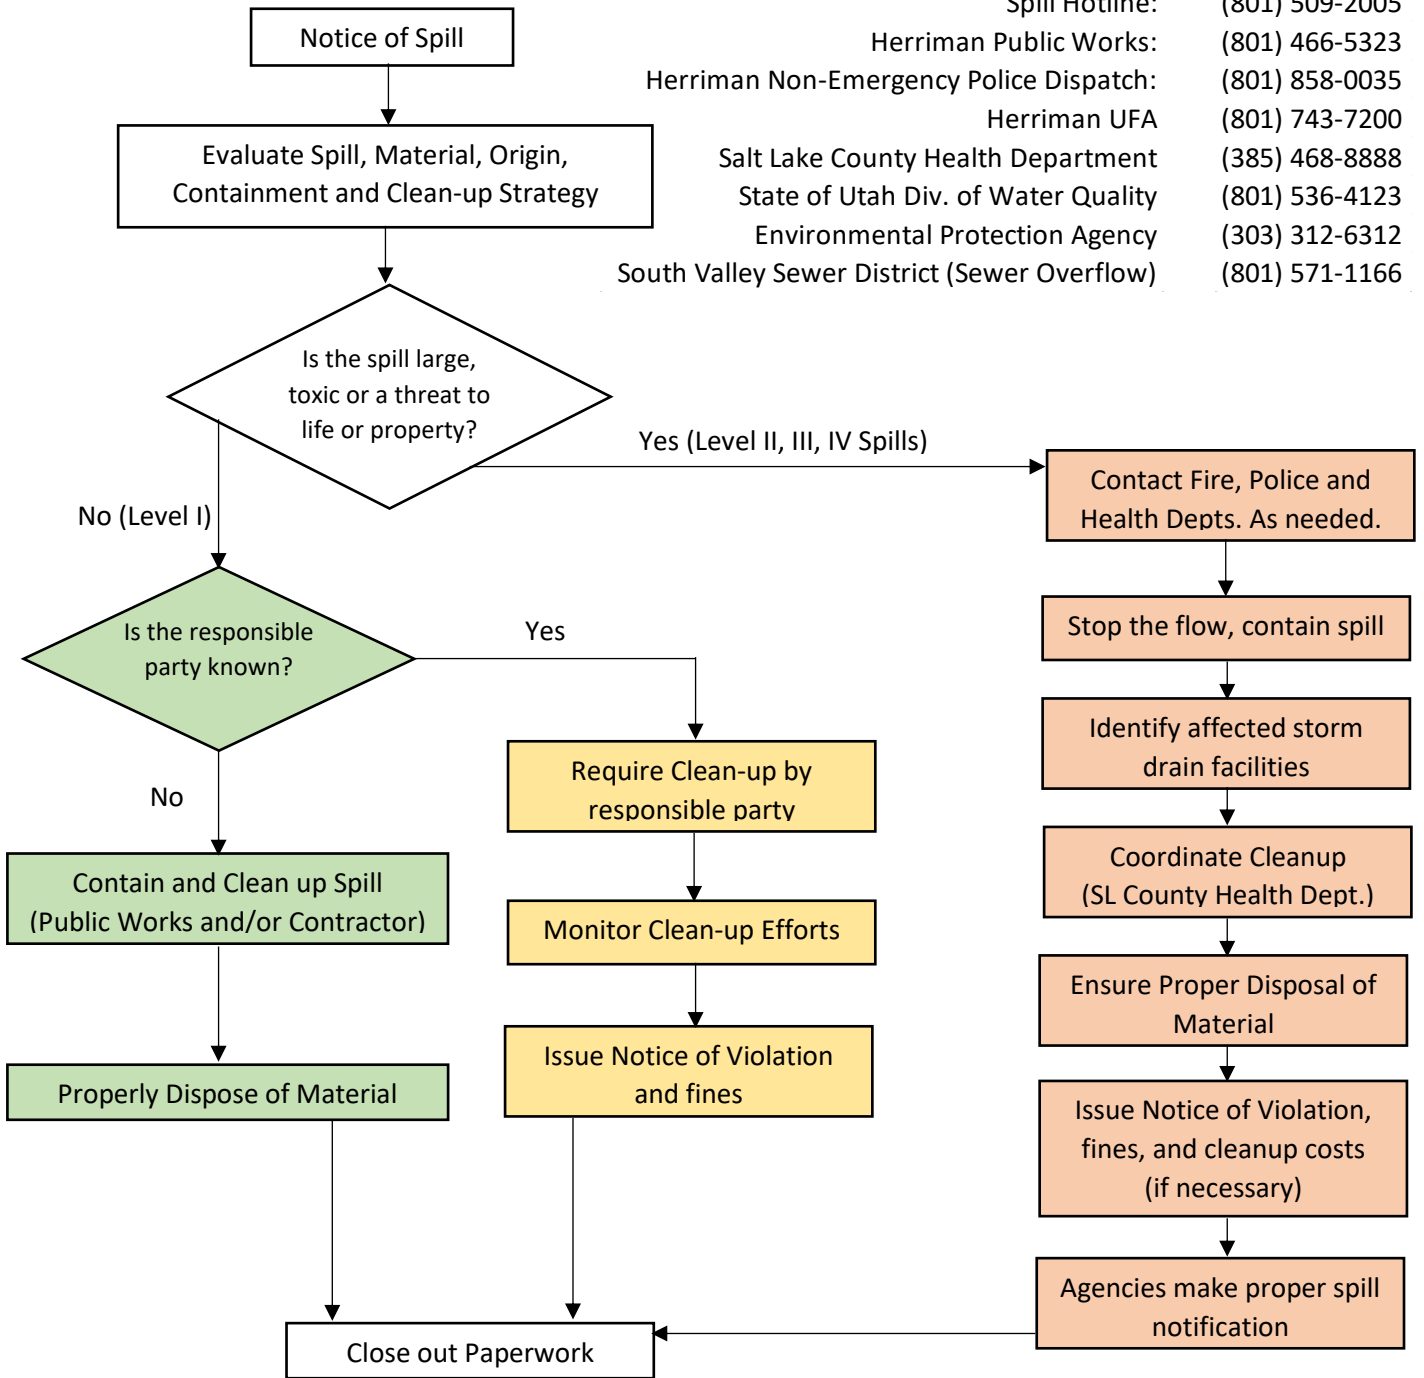 Spill Hotline: (801) 509-2005
Notice of Spill
Herriman Public Works: (801) 466-5323
Herriman Non-Emergency Police Dispatch: (801) 858-0035
Herriman UFA (801) 743-7200
Salt Lake County Health Department (385) 468-8888
State of Utah Div. of Water Quality (801) 536-4123
Environmental Protection Agency (303) 312-6312
South Valley Sewer District (Sewer Overflow) (801) 571-1166
Evaluate Spill, Material, Origin,
Containment and Clean-up Strategy
Is the spill large,
toxic or a threat to
life or property?
Yes (Level II, III, IV Spills)
No (Level I)
Contact Fire, Police and
Health Depts. As needed.
Is the responsible
party known?
Yes
No
Stop the flow, contain spill
Identify affected storm
drain facilities
Require Clean-up by
responsible party
Contain and Clean up Spill
(Public Works and/or Contractor)
Monitor Clean-up Efforts
Coordinate Cleanup
(SL County Health Dept.)
Ensure Proper Disposal of
Material
Properly Dispose of Material
Issue Notice of Violation
and fines
Issue Notice of Violation,
fines, and cleanup costs
(if necessary)
Agencies make proper spill
notification
Close out Paperwork